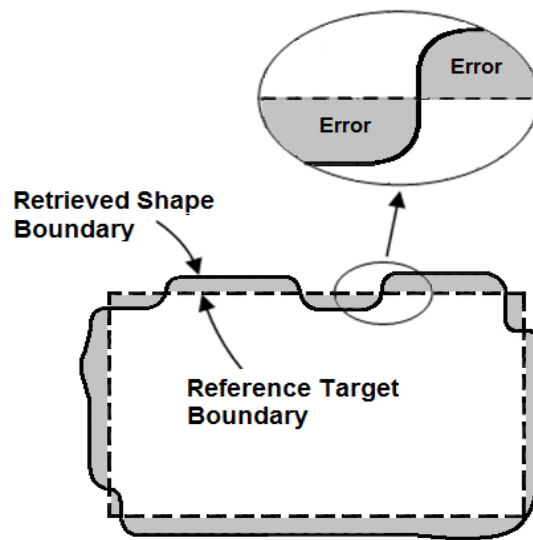 Error
Error
Retrieved Shape
Boundary
Reference Target
Boundary